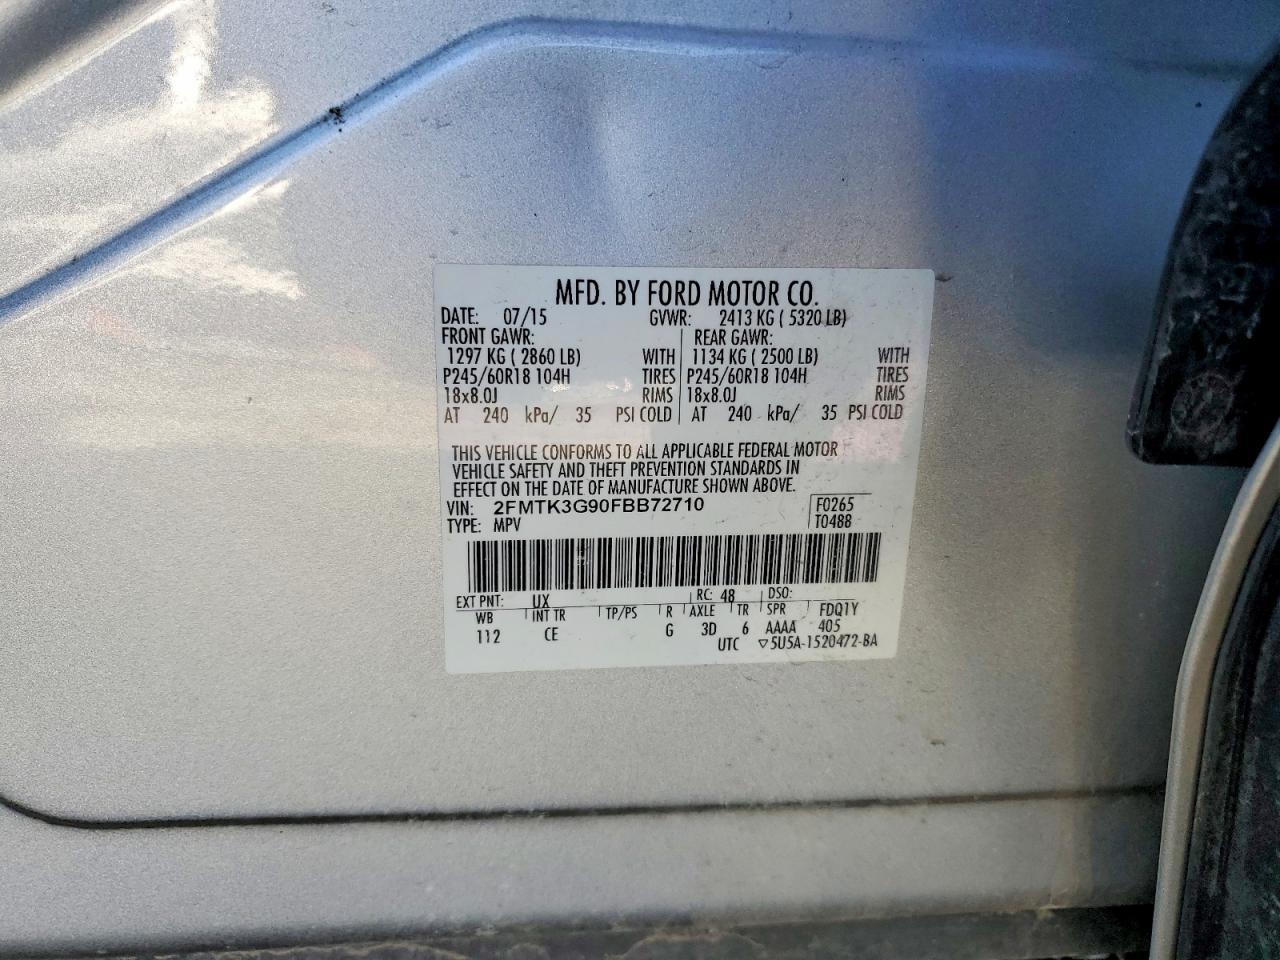 MFD. BY FORD MOTOR CO.
DATE: 07/15 GVWR: 2413 KG ( 5320 LB)
FRONT GAWR: REAR GAWR:
1297 KG ( 2860 LB) WITH 1134 KG ( 2500 LB) WITH
P245/60R18 104H TIRES P245/60R18 104H TIRES
18x8.0J RIMS 18x8.0J RIMS
AT 240 kPa/ 35 PSI COLD AT 240 kPa/ 35 PSI COLD
THIS VEHICLE CONFORMS TO ALL APPLICABLE FEDERAL MOTOR
VEHICLE SAFETY AND THEFT PREVENTION STANDARDS IN
EFFECT ON THE DATE OF MANUFACTURE SHOWN ABOVE.
VIN: 2FMTK3G90FBB72710 F0265
TYPE: MPV T0488
EXT PNT: UX RC: 48 DSO:
WB INT TR TP/PS R AXLE TR SPR FDQ1Y
112 CE G 3D 6 AAAA 405
UTC ▽5U5A-1520472-BA